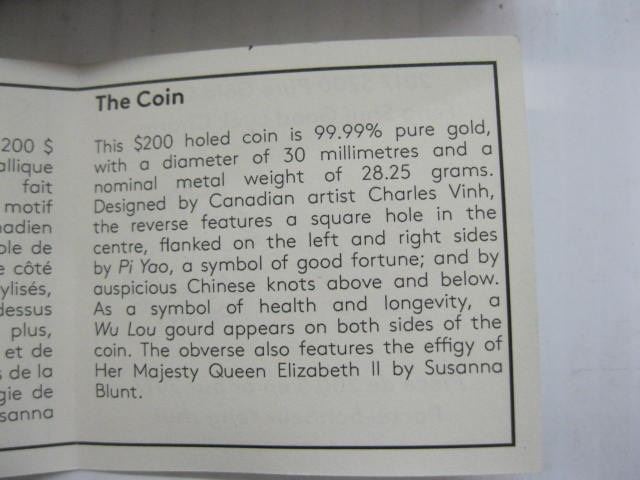 The Coin
This $200 holed coin is 99.99% pure gold,
with a diameter of 30 millimetres and a
nominal metal weight of 28.25 grams.
Designed by Canadian artist Charles Vinh,
the reverse features a square hole in the
centre, flanked on the left and right sides
by Pi Yao, a symbol of good fortune; and by
auspicious Chinese knots above and below.
As a symbol of health and longevity, a
Wu Lou gourd appears on both sides of the
coin. The obverse also features the effigy of
Her Majesty Queen Elizabeth II by Susanna
Blunt.
200 $
allique
fait
motif
nadien
ole de
e côté
ylisés,
dessus
plus,
et de
s de la
gie de
sanna